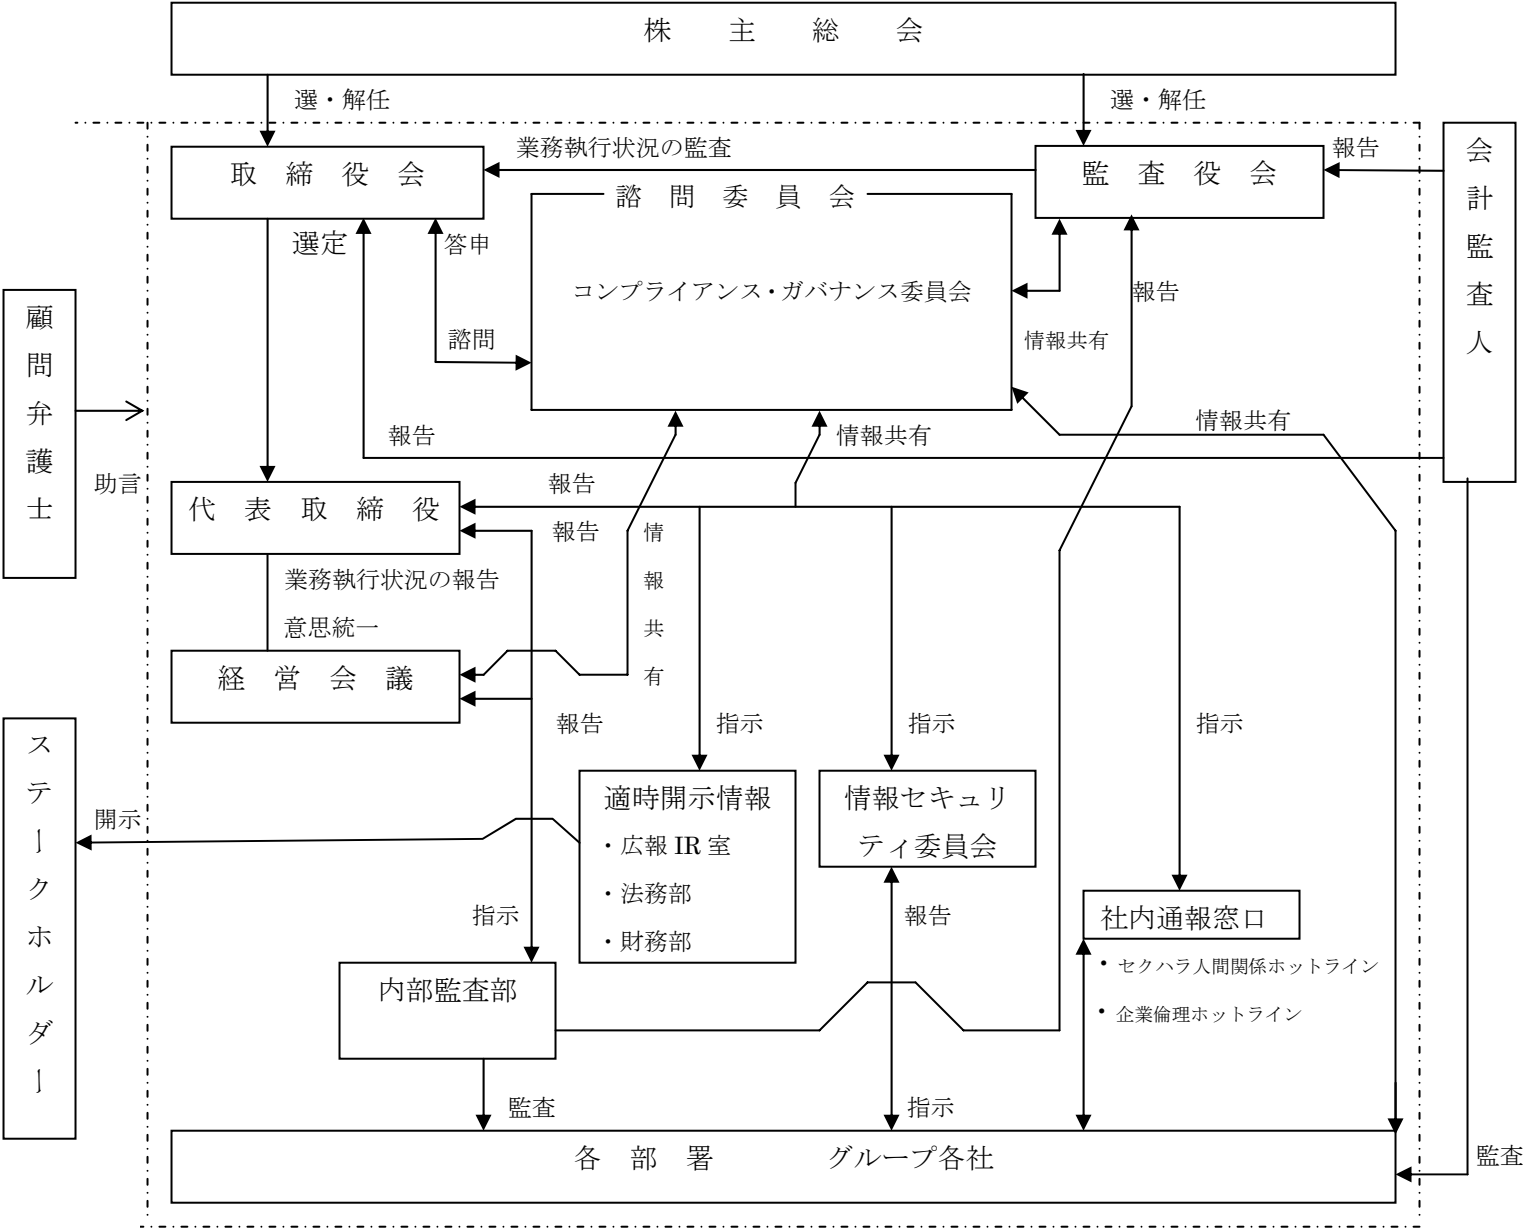 株　主　総　会
選・解任
選・解任
業務執行状況の監査
報告
取　締　役　会
監　査　役　会
会計監査人
諮　問　委　員　会
選定
答申
コンプライアンス・ガバナンス委員会
報告
顧問弁護士
諮問
情報共有
報告
情報共有
情報共有
助言
報告
代　表　取　締　役
報告
情報共有
業務執行状況の報告
意思統一
経　営　会　議
報告
指示
指示
指示
ステークホルダー
開示
適時開示情報
・広報 IR 室
・法務部
・財務部
情報セキュリ
ティ委員会
指示
報告
社内通報窓口
・セクハラ人間関係ホットライン
・企業倫理ホットライン
内部監査部
監査
指示
各　部　署　　　　グループ各社
監査